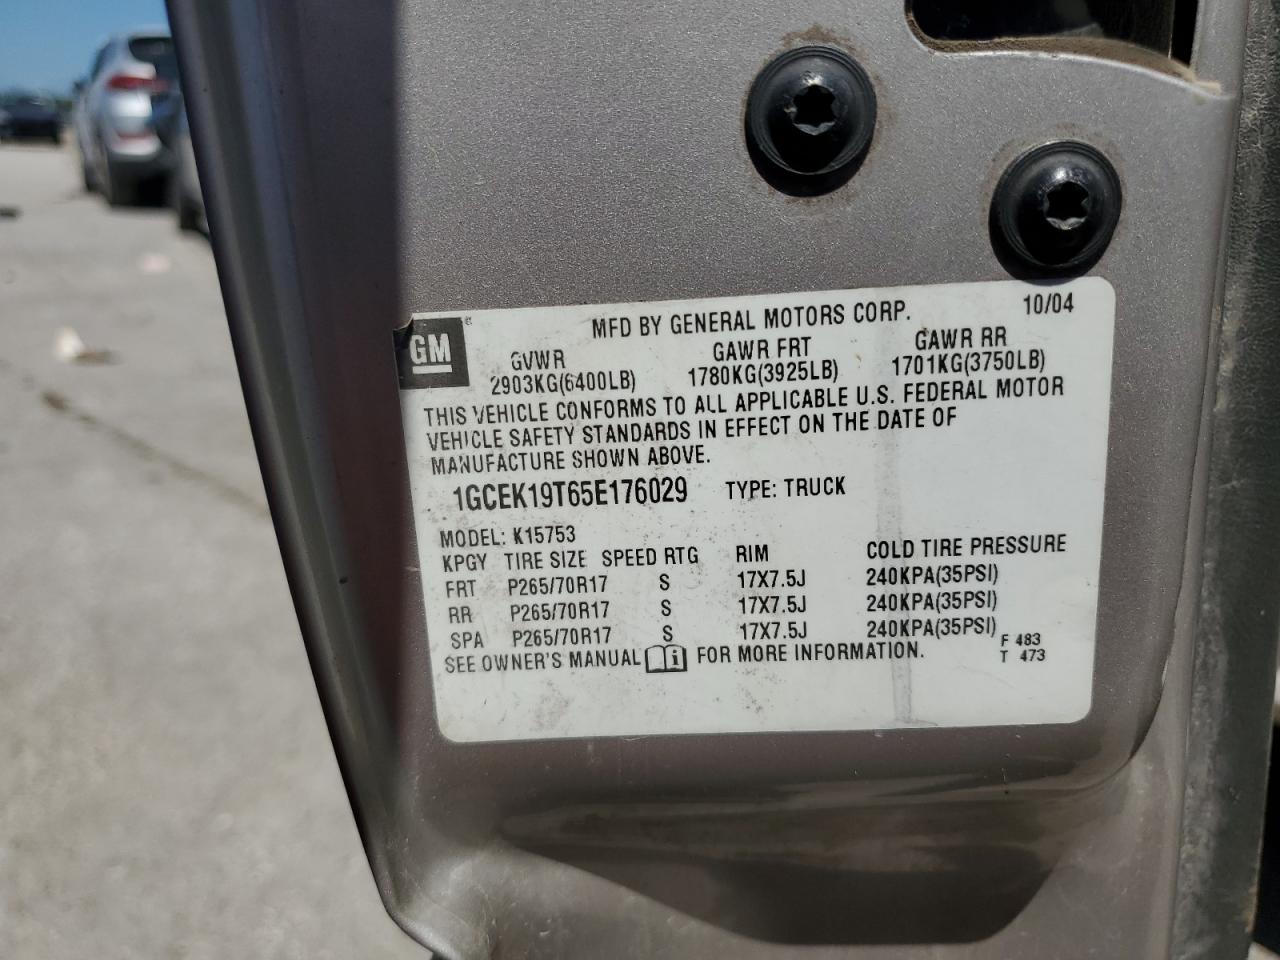 GM
MFD BY GENERAL MOTORS CORP. 10/04
GVWR GAWR FRT GAWR RR
2903KG(6400LB) 1780KG(3925LB) 1701KG(3750LB)
THIS VEHICLE CONFORMS TO ALL APPLICABLE U.S. FEDERAL MOTOR
VEHICLE SAFETY STANDARDS IN EFFECT ON THE DATE OF
MANUFACTURE SHOWN ABOVE.
1GCEK19T65E176029 TYPE: TRUCK
MODEL: K15753
KPGY TIRE SIZE SPEED RTG RIM COLD TIRE PRESSURE
FRT P265/70R17 S 17X7.5J 240KPA(35PSI)
RR P265/70R17 S 17X7.5J 240KPA(35PSI)
SPA P265/70R17 S 17X7.5J 240KPA(35PSI)
SEE OWNER'S MANUAL i FOR MORE INFORMATION.
F 483
T 473